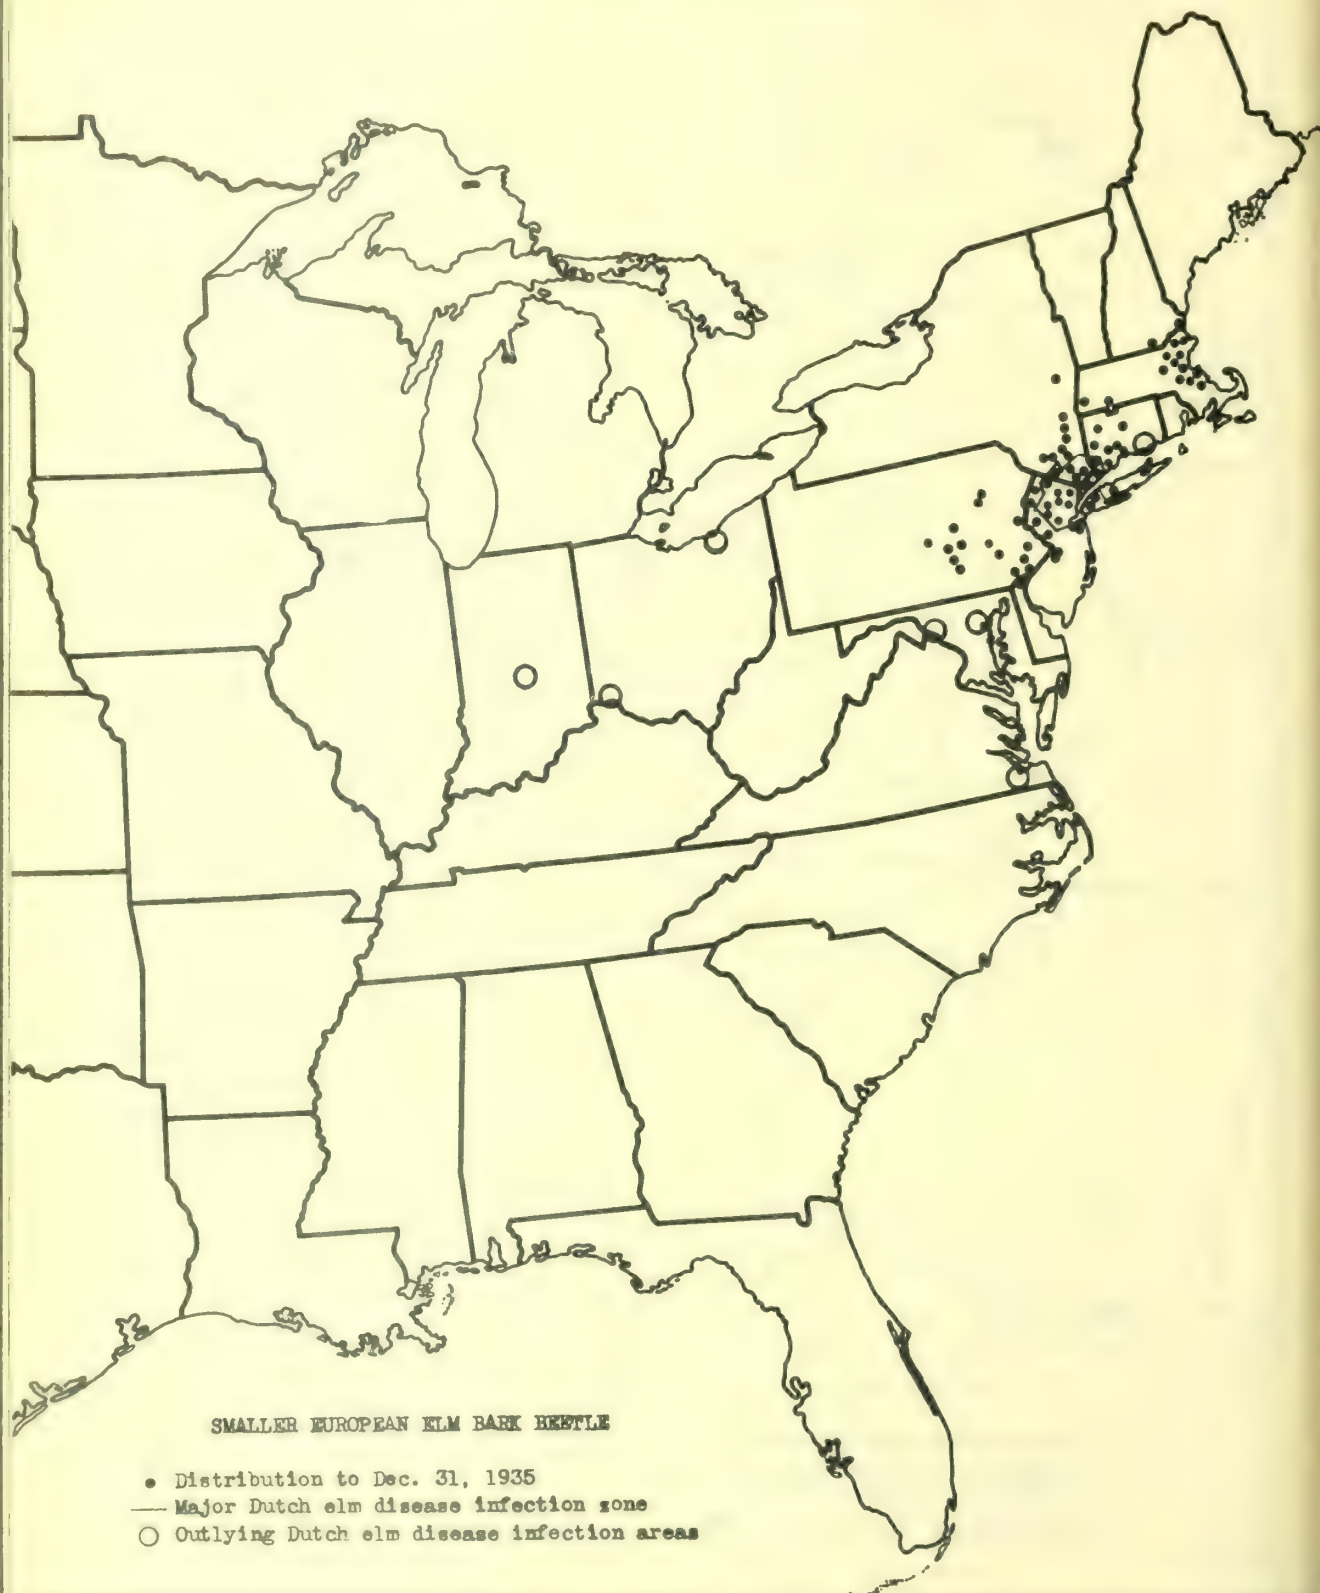 SMALLER EUROPEAN ELM BARK BEETLE
Distribution to Dec. 31, 1935
Major Dutch elm disease infection zone
Outlying Dutch elm disease infection areas